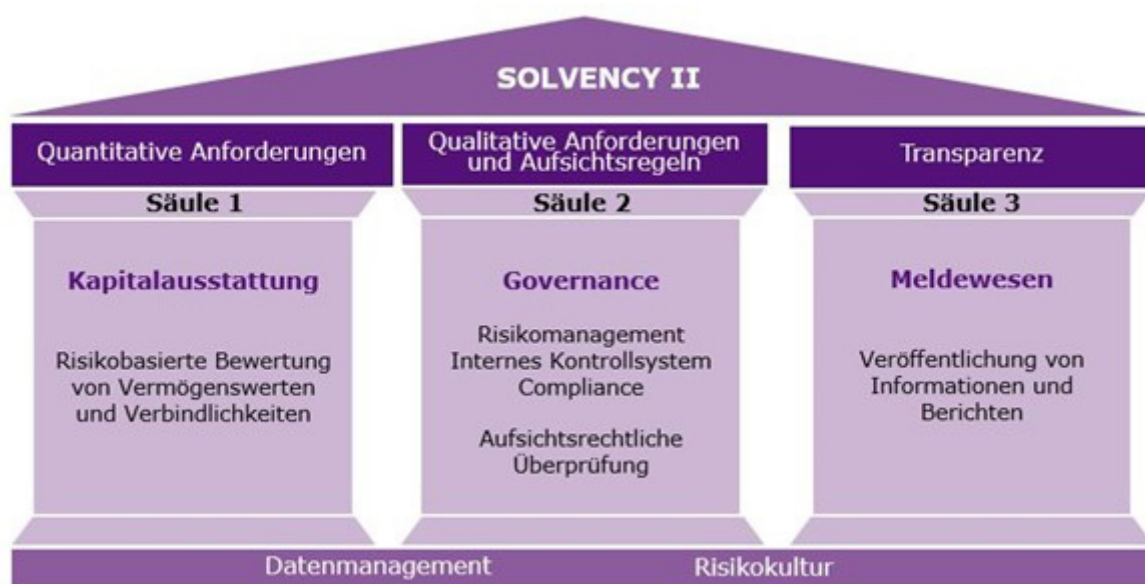 SOLVENCY II
Quantitative Anforderungen
Säule 1
Kapitalausstattung
Risikobasierte Bewertung
von Vermögenswerten
und Verbindlichkeiten
Qualitative Anforderungen
und Aufsichtsregeln
Säule 2
Governance
Risikomanagement
Internes Kontrollsystem
Compliance
Aufsichtsrechtliche
Überprüfung
Transparenz
Säule 3
Meldewesen
Veröffentlichung von
Informationen und
Berichten
Datenmanagement
Risikokultur